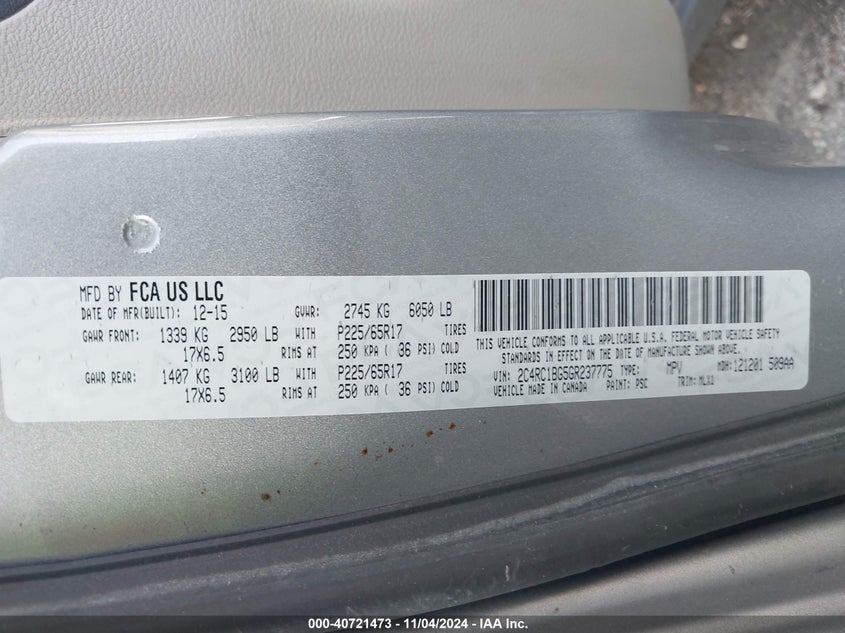 MFD BY FCA US LLC
DATE OF MFR(BUILT): 12-15 GVWR: 2745 KG 6050 LB
GAWR FRONT: 1339 KG 2950 LB WITH P225/65R17 TIRES
17X6.5 RIMS AT 250 KPA ( 36 PSI) COLD
GAWR REAR: 1407 KG 3100 LB WITH P225/65R17 TIRES
17X6.5 RIMS AT 250 KPA ( 36 PSI) COLD
THIS VEHICLE CONFORMS TO ALL APPLICABLE U.S.A. FEDERAL MOTOR VEHICLE SAFETY
STANDARDS IN EFFECT ON THE DATE OF MANUFACTURE SHOWN ABOVE.
VIN: 2C4RC1BG5GR237775 TYPE: MPV MDH: 121201 509AA
VEHICLE MADE IN CANADA PAINT: PSC TRIM: MLX1
000-40721473 - 11/04/2024 - IAA Inc.